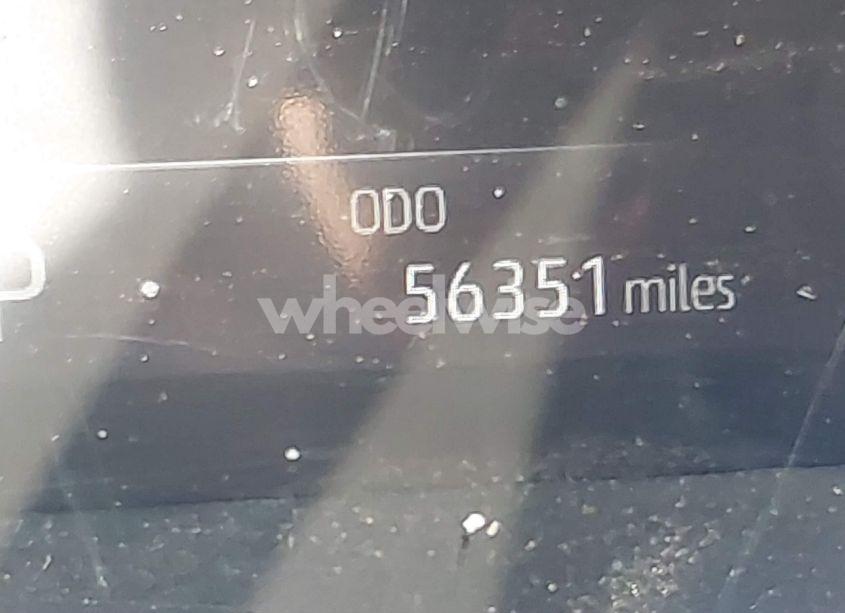 ODO
P
56351 miles
wheelwise